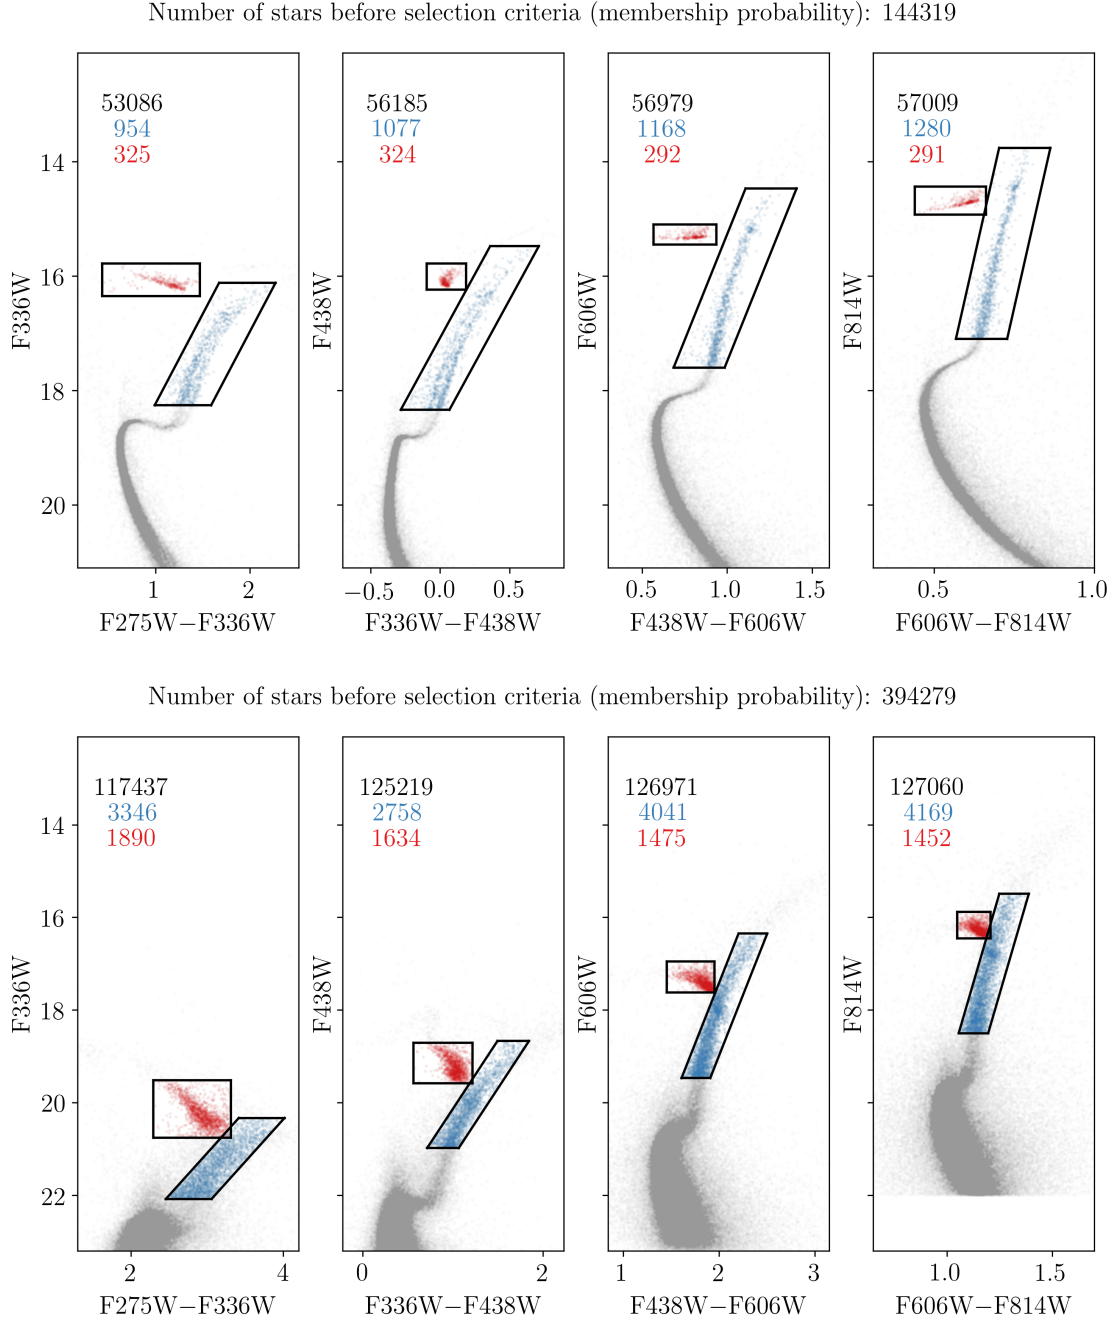 Number of stars before selection criteria (membership probability): 144319
53086
954
325
56185
1077
324
56979
1168
292
57009
1280
291
14
16
18
20
F336W
F438W
F606W
F814W
1 2
−0.5 0.0 0.5
0.5 1.0 1.5
0.5 1.0
F275W−F336W
F336W−F438W
F438W−F606W
F606W−F814W
Number of stars before selection criteria (membership probability): 394279
117437
3346
1890
125219
2758
1634
126971
4041
1475
127060
4169
1452
14
16
18
20
22
F336W
F438W
F606W
F814W
2 4
0 2
1 2 3
1.0 1.5
F275W−F336W
F336W−F438W
F438W−F606W
F606W−F814W